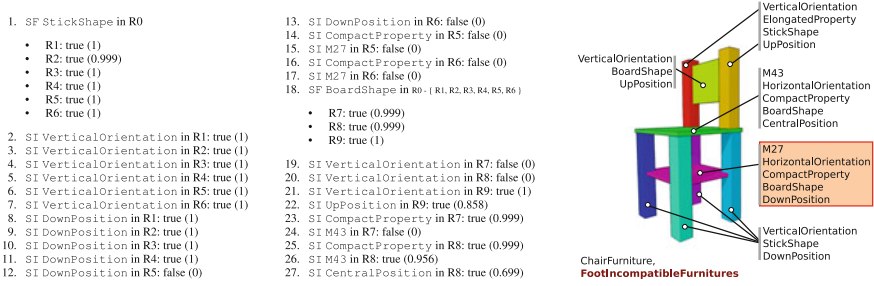 1. SF StickShape in R0
• R1: true (1)
• R2: true (0.999)
• R3: true (1)
• R4: true (1)
• R5: true (1)
• R6: true (1)
2. SI VerticalOrientation in R1: true (1)
3. SI VerticalOrientation in R2: true (1)
4. SI VerticalOrientation in R3: true (1)
5. SI VerticalOrientation in R4: true (1)
6. SI VerticalOrientation in R5: true (1)
7. SI VerticalOrientation in R6: true (1)
8. SI DownPosition in R1: true (1)
9. SI DownPosition in R2: true (1)
10. SI DownPosition in R3: true (1)
11. SI DownPosition in R4: true (1)
12. SI DownPosition in R5: false (0)
13. SI DownPosition in R6: false (0)
14. SI CompactProperty in R5: false (0)
15. SI M27 in R5: false (0)
16. SI CompactProperty in R6: false (0)
17. SI M27 in R6: false (0)
18. SF BoardShape in R0 - { R1, R2, R3, R4, R5, R6 }
• R7: true (0.999)
• R8: true (0.999)
• R9: true (1)
19. SI VerticalOrientation in R7: false (0)
20. SI VerticalOrientation in R8: false (0)
21. SI VerticalOrientation in R9: true (1)
22. SI UpPosition in R9: true (0.858)
23. SI CompactProperty in R7: true (0.999)
24. SI M43 in R7: false (0)
25. SI CompactProperty in R8: true (0.999)
26. SI M43 in R8: true (0.956)
27. SI CentralPosition in R8: true (0.699)
VerticalOrientation
ElongatedProperty
StickShape
UpPosition
VerticalOrientation
BoardShape
UpPosition
M43
HorizontalOrientation
CompactProperty
BoardShape
CentralPosition
M27
HorizontalOrientation
CompactProperty
BoardShape
DownPosition
VerticalOrientation
StickShape
DownPosition
ChairFurniture,
FootIncompatibleFurnitures